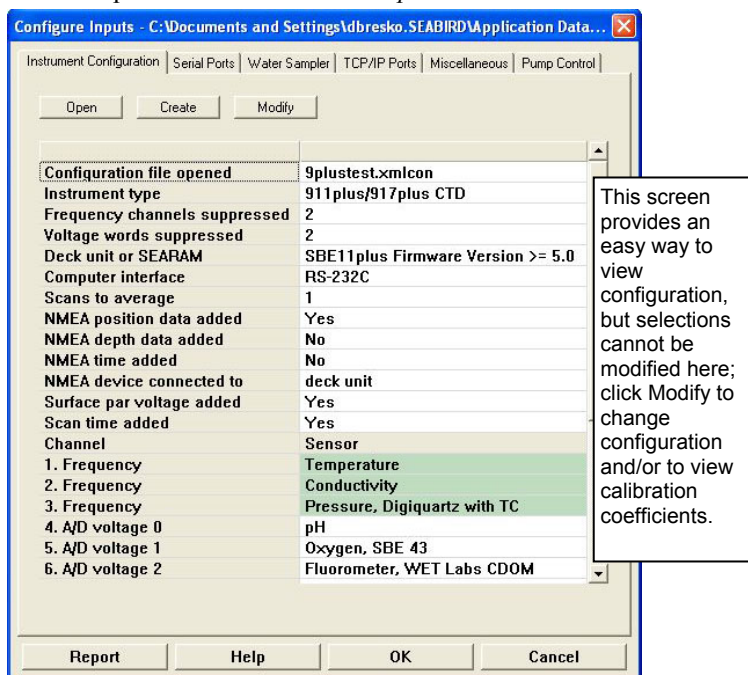 Configure Inputs - C:\Documents and Settings\dbresko.SEABIRD\Application Data...
Instrument Configuration Serial Ports Water Sampler TCP/IP Ports Miscellaneous Pump Control
Open Create Modify
Configuration file opened 9plustest.xmlcon
Instrument type 911plus/917plus CTD
Frequency channels suppressed 2
Voltage words suppressed 2
Deck unit or SEARAM SBE11plus Firmware Version >= 5.0
Computer interface RS-232C
Scans to average 1
NMEA position data added Yes
NMEA depth data added No
NMEA time added No
NMEA device connected to deck unit
Surface par voltage added Yes
Scan time added Yes
Channel Sensor
1. Frequency Temperature
2. Frequency Conductivity
3. Frequency Pressure, Digiquartz with TC
4. A/D voltage 0 pH
5. A/D voltage 1 Oxygen, SBE 43
6. A/D voltage 2 Fluorometer, WET Labs CDOM
Report Help OK Cancel
This screen
provides an
easy way to
view
configuration,
but selections
cannot be
modified here;
click Modify to
change
configuration
and/or to view
calibration
coefficients.